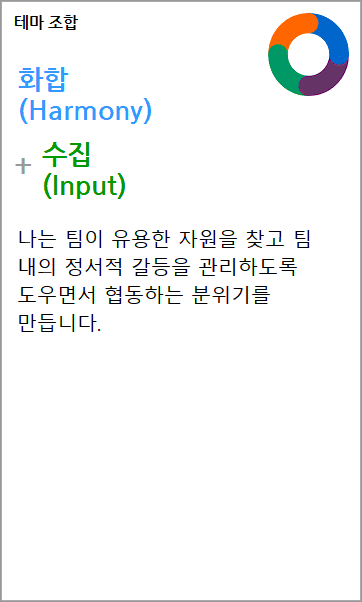 테마 조합
화합
(Harmony)
+ 수집
(Input)
나는 팀이 유용한 자원을 찾고 팀
내의 정서적 갈등을 관리하도록
도우면서 협동하는 분위기를
만듭니다.